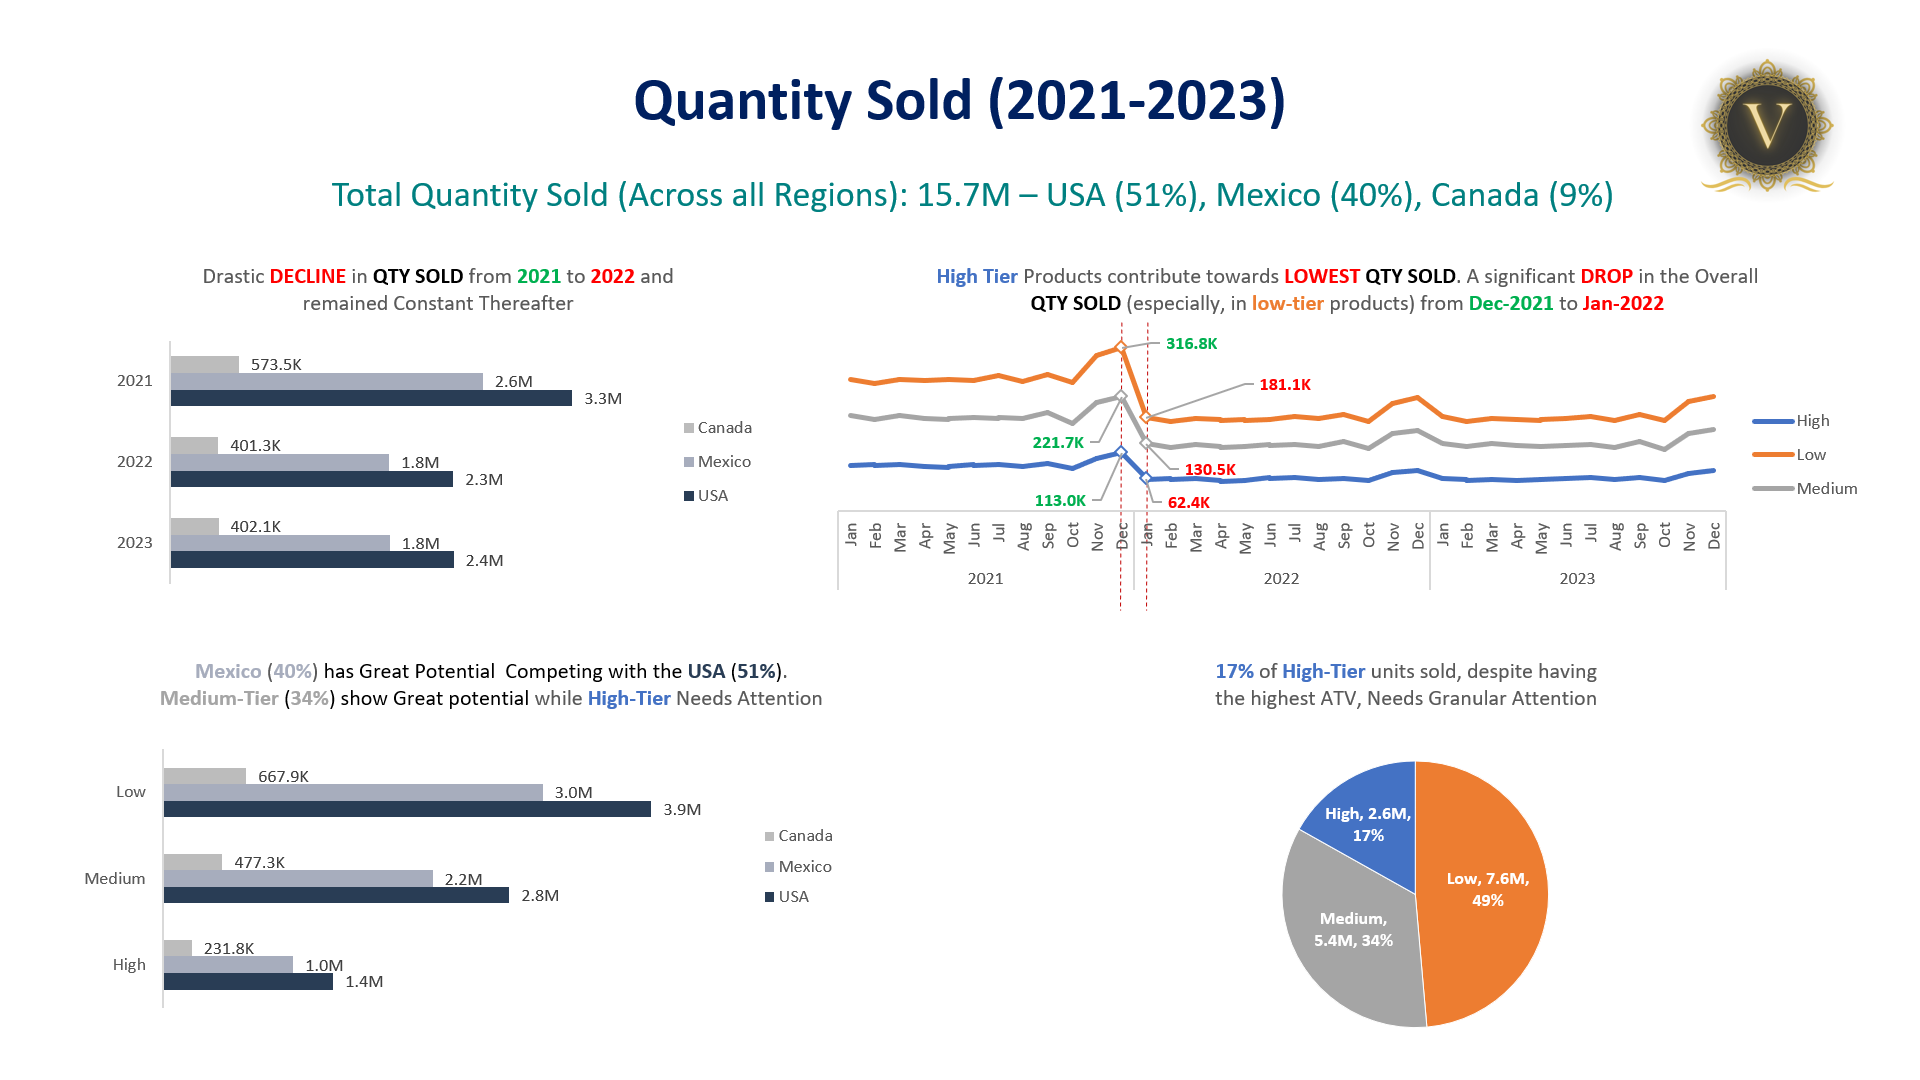 Quantity Sold (2021-2023)
V
Total Quantity Sold (Across all Regions): 15.7M – USA (51%), Mexico (40%), Canada (9%)
Drastic DECLINE in QTY SOLD from 2021 to 2022 and
remained Constant Thereafter
2021
573.5K
2.6M
3.3M
2022
401.3K
1.8M
2.3M
2023
402.1K
1.8M
2.4M
Canada
Mexico
USA
High Tier Products contribute towards LOWEST QTY SOLD. A significant DROP in the Overall
QTY SOLD (especially, in low-tier products) from Dec-2021 to Jan-2022
316.8K
181.1K
221.7K
130.5K
113.0K
62.4K
Jan Feb Mar Apr May Jun Jul Aug Sep Oct Nov Dec Jan Feb Mar Apr May Jun Jul Aug Sep Oct Nov Dec Jan Feb Mar Apr May Jun Jul Aug Sep Oct Nov Dec
2021 2022 2023
High
Low
Medium
Mexico (40%) has Great Potential  Competing with the USA (51%).
Medium-Tier (34%) show Great potential while High-Tier Needs Attention
Low
667.9K
3.0M
3.9M
Medium
477.3K
2.2M
2.8M
High
231.8K
1.0M
1.4M
Canada
Mexico
USA
17% of High-Tier units sold, despite having
the highest ATV, Needs Granular Attention
High, 2.6M,
17%
Low, 7.6M,
49%
Medium,
5.4M, 34%